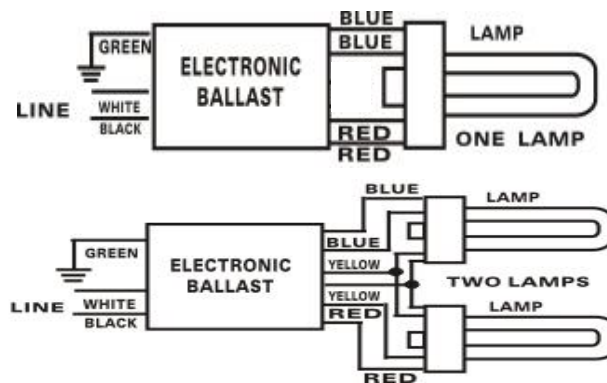 BLUE
LAMP
GREEN
BLUE
ELECTRONIC
BALLAST
LINE
WHITE
BLACK
RED
RED
ONE LAMP
BLUE
LAMP
GREEN
BLUE
ELECTRONIC
BALLAST
YELLOW
TWO LAMPS
LINE
WHITE
YELLOW
LAMP
BLACK
RED
RED